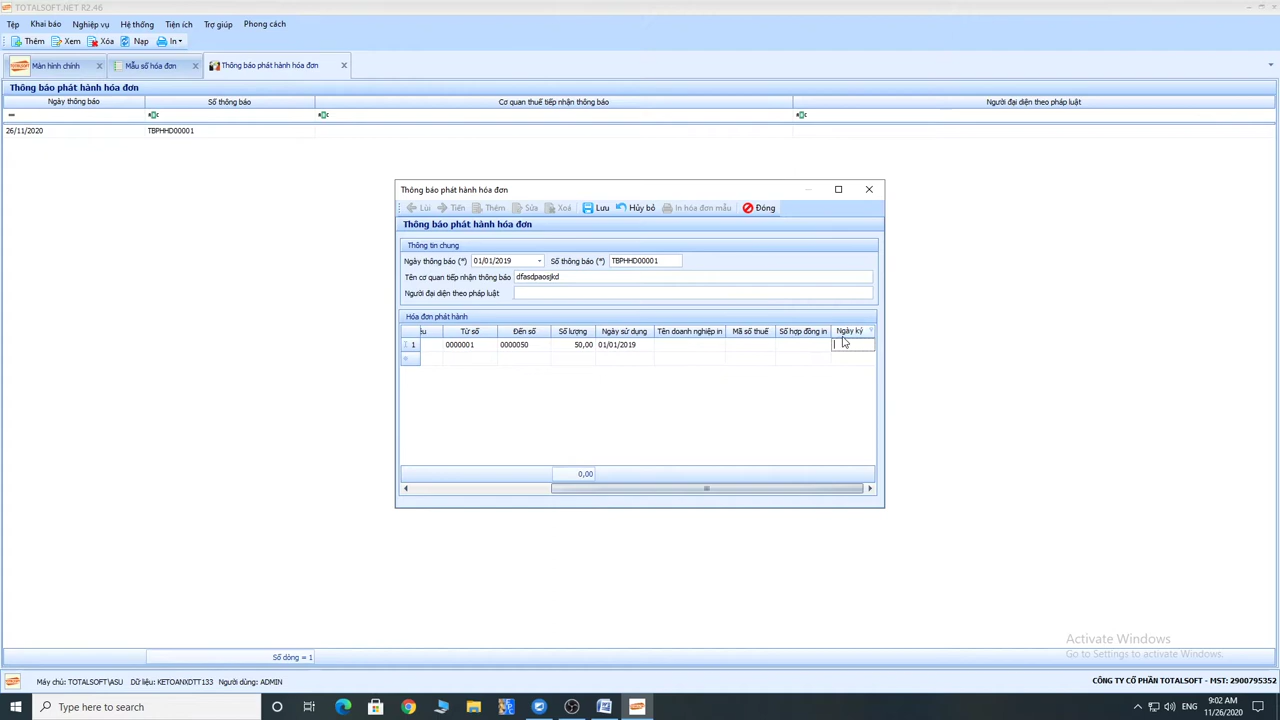 TOTALSOFT.NET R2.46
Tệp Khai báo Nghiệp vụ Hệ thống Tiện ích Trợ giúp Phong cách
Thêm Xem Xóa Nạp In
Màn hình chính Mẫu số hóa đơn Thông báo phát hành hóa đơn
Thông báo phát hành hóa đơn
Ngày thông báo Số thông báo Cơ quan thuế tiếp nhận thông báo Người đại diện theo pháp luật
26/11/2020 TBPHHD00001
Thông báo phát hành hóa đơn
Lùi Tiến Thêm Sửa Xoá Lưu Hủy bỏ In hóa đơn mẫu Đóng
Thông báo phát hành hóa đơn
Thông tin chung
Ngày thông báo (*) 01/01/2019 Số thông báo (*) TBPHHD00001
Tên cơ quan tiếp nhận thông báo dfasdpaosjkd
Người đại diện theo pháp luật
Hóa đơn phát hành
Từ số Đến số Số lượng Ngày sử dụng Tên doanh nghiệp in Mã số thuế Số hợp đồng in Ngày ký
1 0000001 0000050 50,00 01/01/2019
0,00
Activate Windows
Go to Settings to activate Windows.
Số dòng = 1
Máy chủ: TOTALSOFT\ASU Dữ liệu: KETOANXDTT133 Người dùng: ADMIN CÔNG TY CỔ PHẦN TOTALSOFT - MST: 2900795352
Type here to search ENG 9:02 AM
11/26/2020